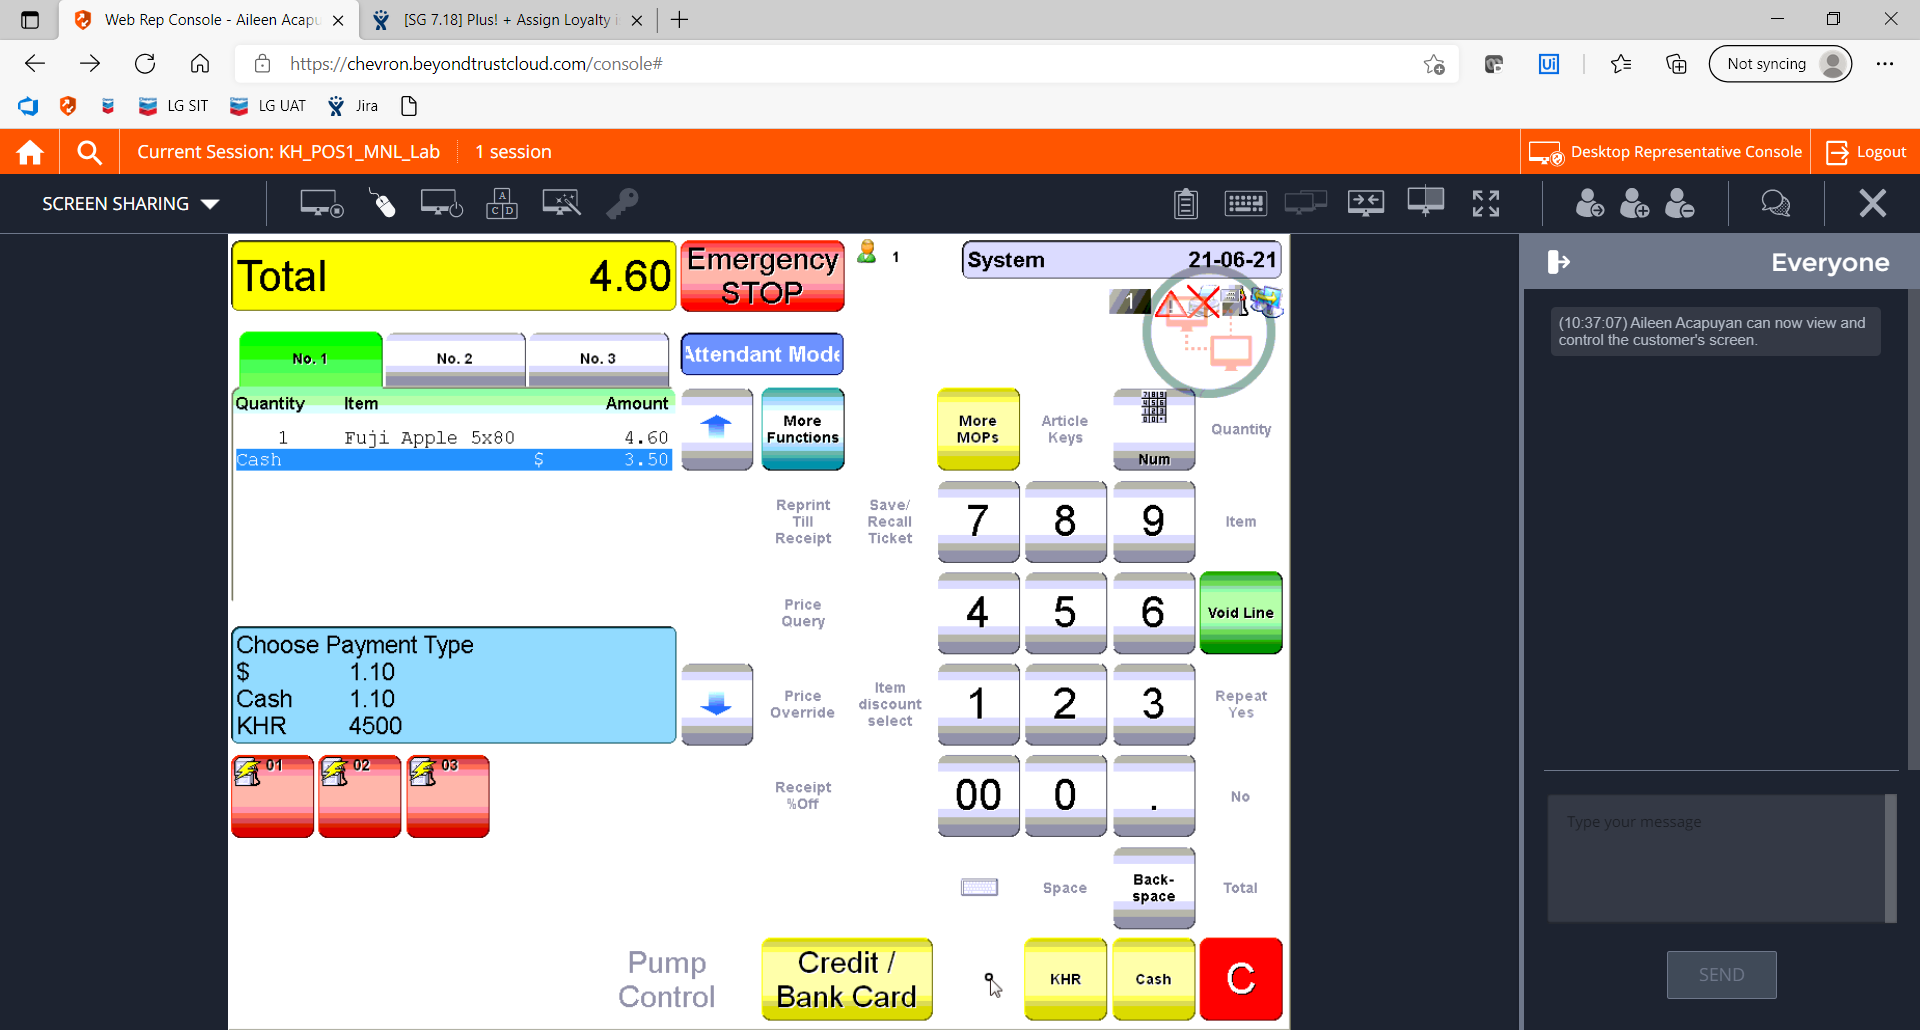 Web Rep Console - Aileen Acapu
[SG 7.18] Plus! + Assign Loyalty i
https://chevron.beyondtrustcloud.com/console#
Not syncing
LG SIT
LG UAT
Jira
Current Session: KH_POS1_MNL_Lab
1 session
Desktop Representative Console
Logout
SCREEN SHARING
A
C D
Total 4.60
Emergency
STOP
1
System 21-06-21
1
Everyone
(10:37:07) Aileen Acapuyan can now view and
control the customer's screen.
No. 1
No. 2
No. 3
Attendant Mode
Quantity Item Amount
1 Fuji Apple 5x80 4.60
Cash $ 3.50
More
Functions
More
MOPs
Article
Keys
Num
Quantity
Reprint
Till
Receipt
Save/
Recall
Ticket
7
8
9
Item
Price
Query
4
5
6
Void Line
Choose Payment Type
$ 1.10
Cash 1.10
KHR 4500
Price
Override
Item
discount
select
1
2
3
Repeat
Yes
01
02
03
Receipt
%Off
00
0
.
No
Type your message
Space
Back-
space
Total
Pump
Control
Credit /
Bank Card
KHR
Cash
C
SEND